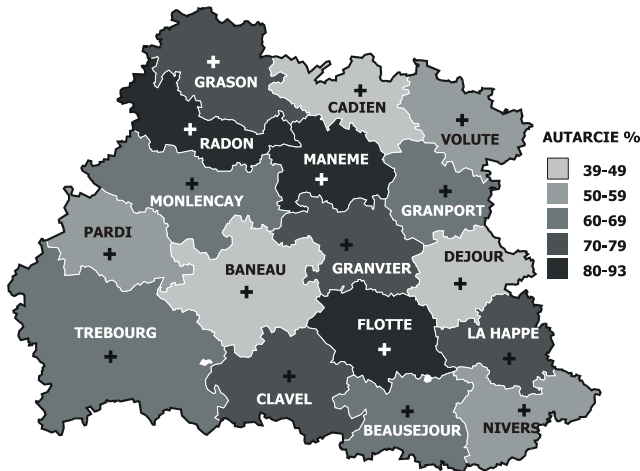 GRASON
CADIEN
VOLUTE
AUTARCIE %
RADON
MANEME
39-49
50-59
60-69
70-79
80-93
MONLENCAY
GRANPORT
PARDI
BANEAU
GRANVIER
DEJOUR
TREBOURG
FLOTTE
LA HAPPE
CLAVEL
BEAUSEJOUR
NIVERS